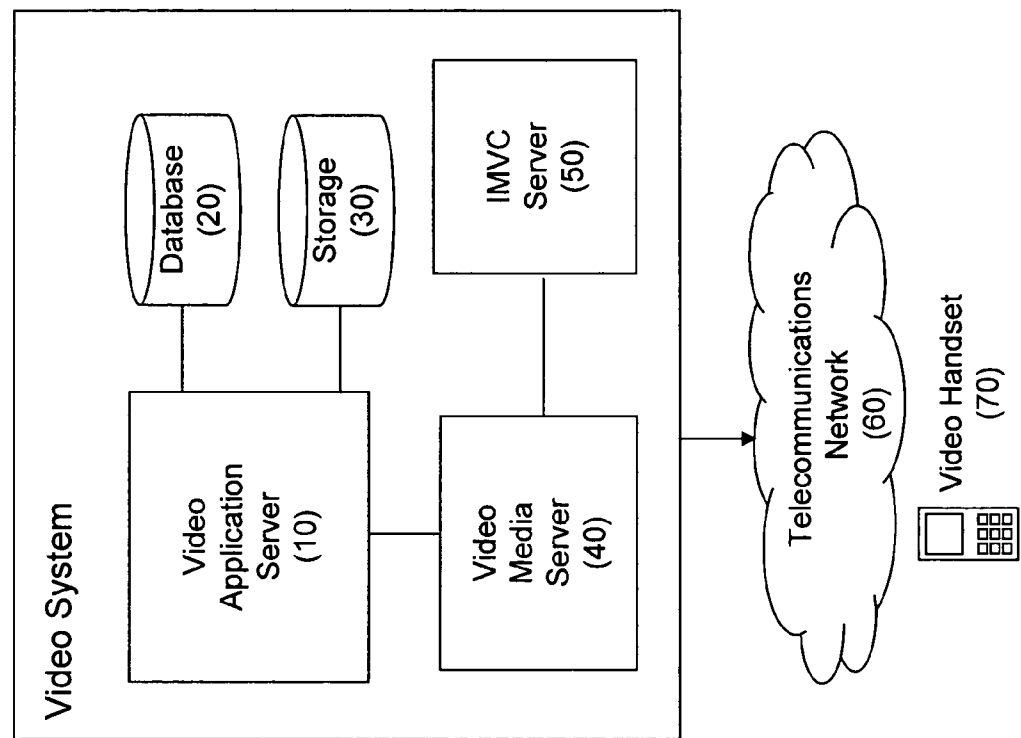 Video System
Video
Application
Server
(10)
Database
(20)
Storage
(30)
Video
Media
Server
(40)
IMVC
Server
(50)
Telecommunications
Network
(60)
Video Handset
(70)